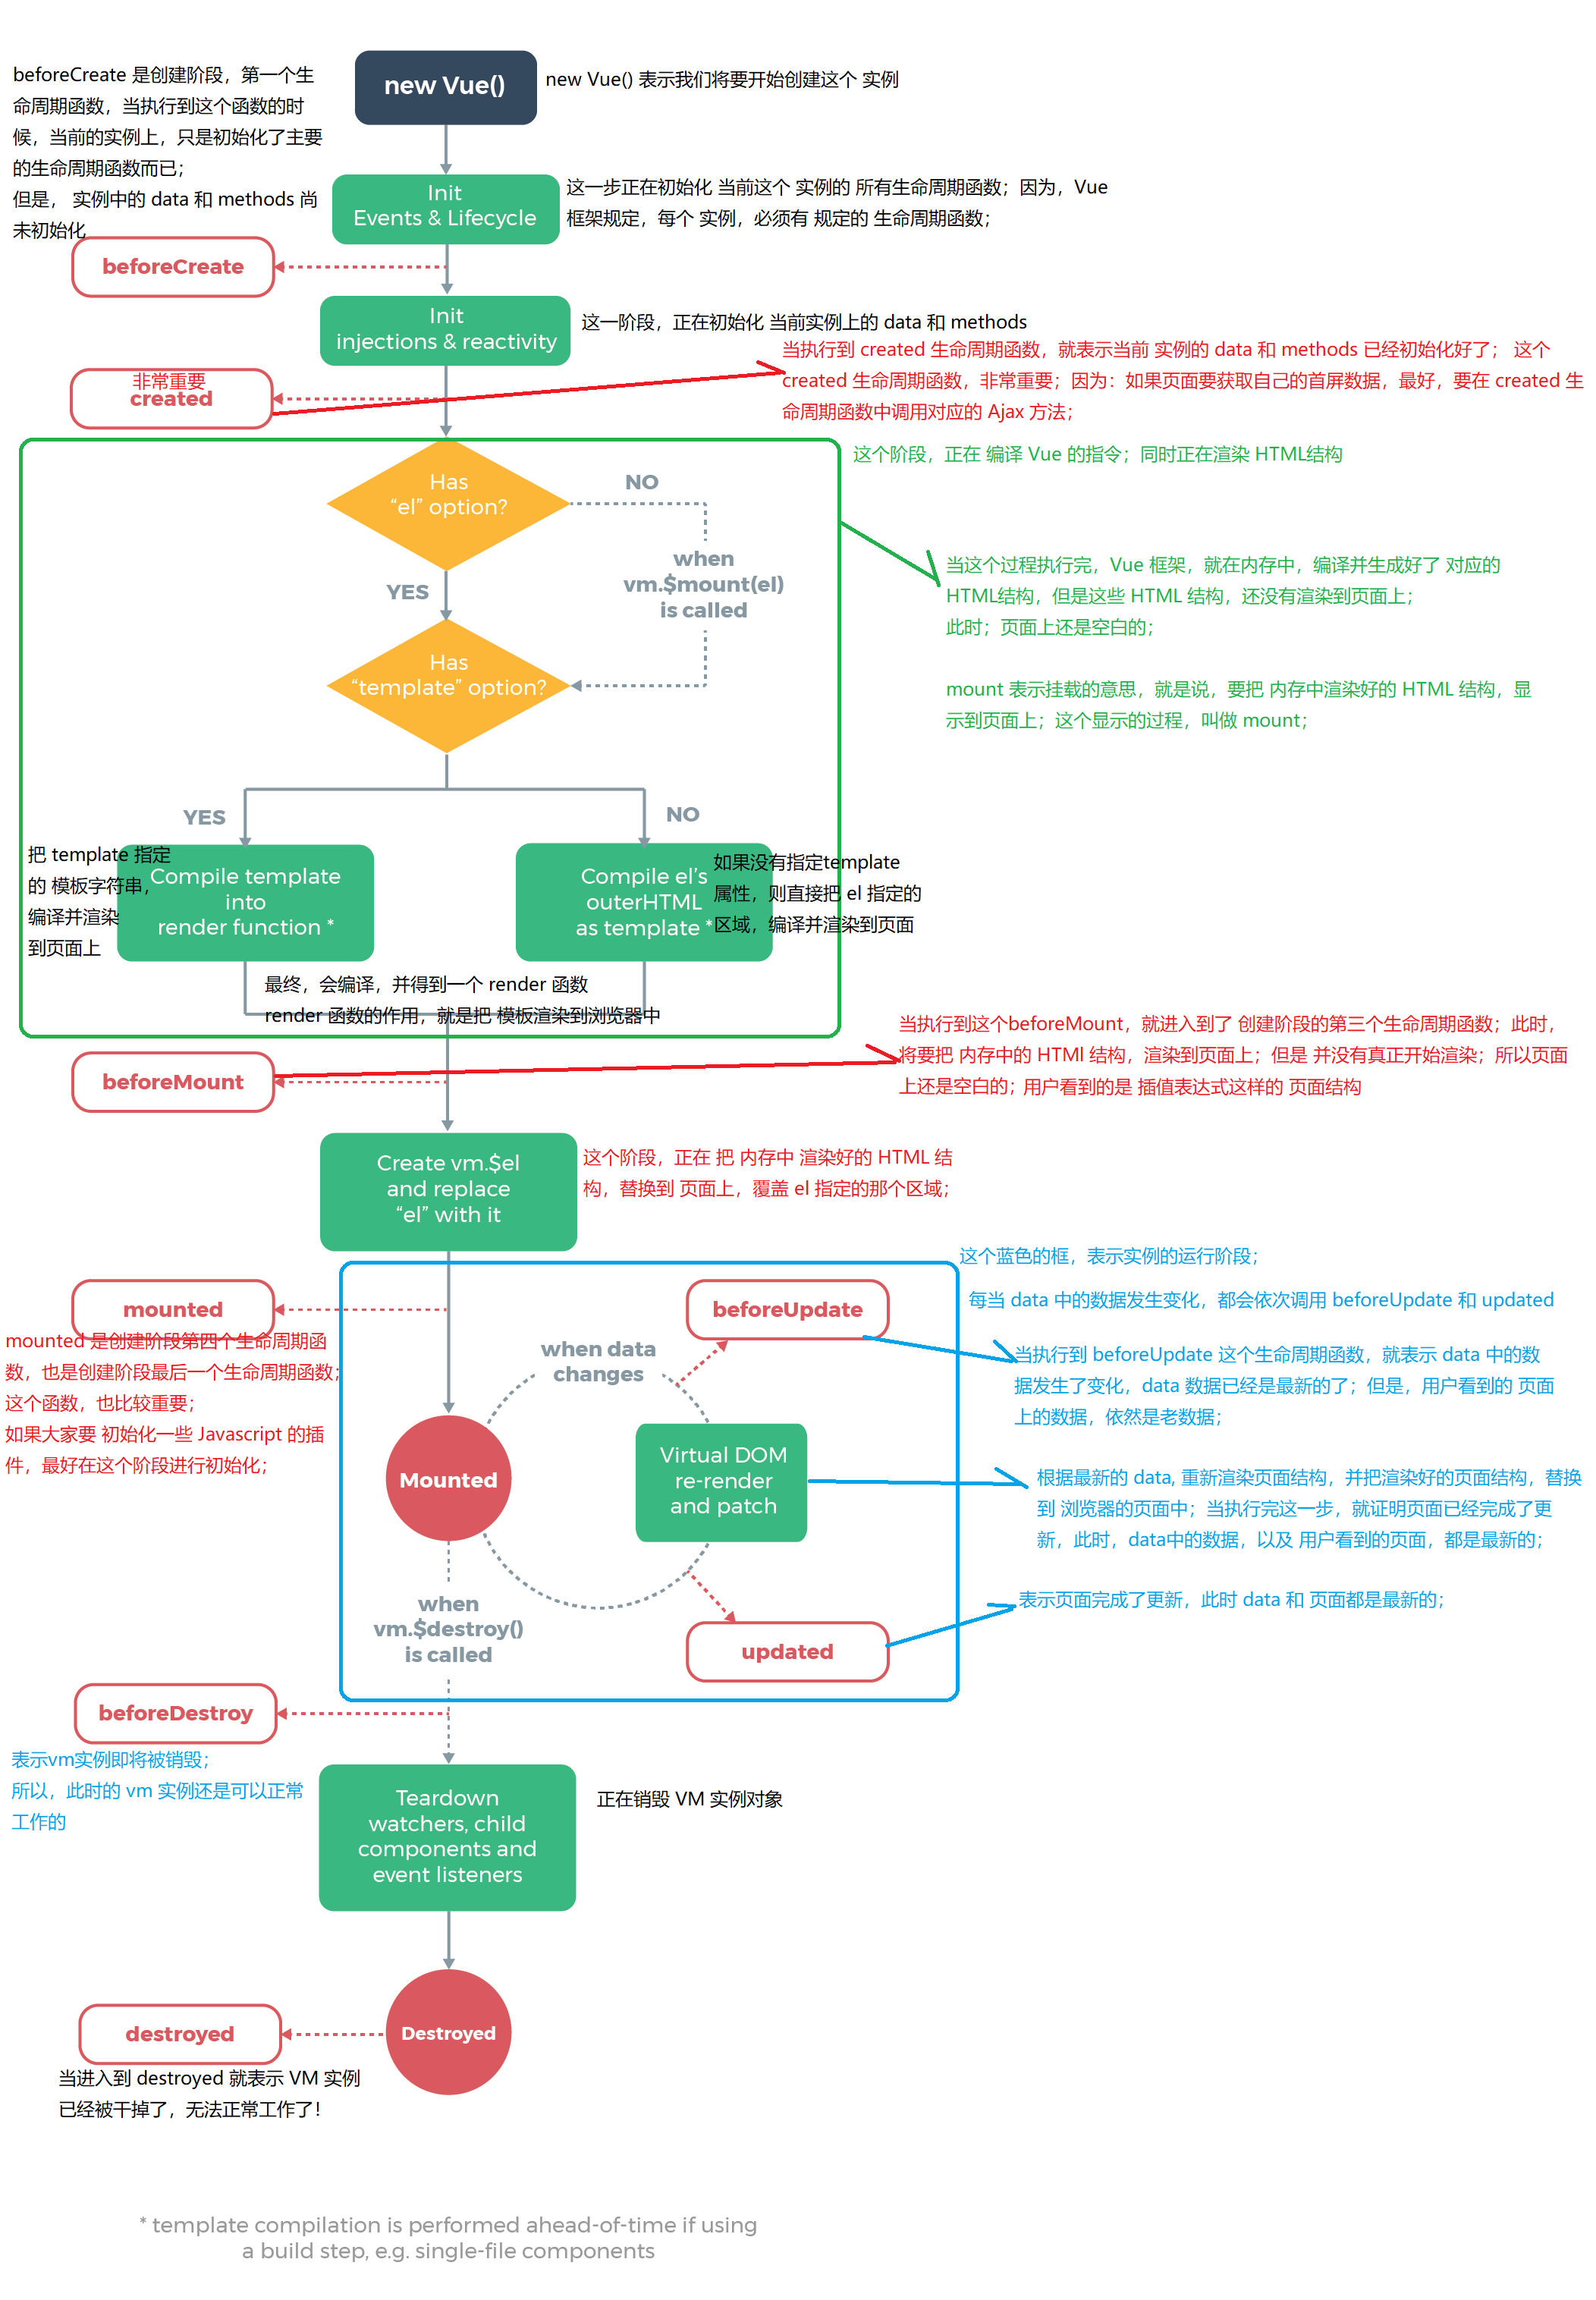 beforeCreate 是创建阶段，第一个生
命周期函数，当执行到这个函数的时
候，当前的实例上，只是初始化了主要
的生命周期函数而已；
但是， 实例中的 data 和 methods 尚
未初始化
new Vue()
new Vue() 表示我们将要开始创建这个 实例
Init
Events & Lifecycle
这一步正在初始化 当前这个 实例的 所有生命周期函数；因为，Vue
框架规定，每个 实例，必须有 规定的 生命周期函数；
beforeCreate
Init
injections & reactivity
这一阶段，正在初始化 当前实例上的 data 和 methods
当执行到 created 生命周期函数，就表示当前 实例的 data 和 methods 已经初始化好了； 这个
created 生命周期函数，非常重要；因为：如果页面要获取自己的首屏数据，最好，要在 created 生
命周期函数中调用对应的 Ajax 方法；
非常重要
created
这个阶段，正在 编译 Vue 的指令；同时正在渲染 HTML结构
Has
“el” option?
NO
when
vm.$mount(el)
is called
YES
当这个过程执行完，Vue 框架，就在内存中，编译并生成好了 对应的
HTML结构，但是这些 HTML 结构，还没有渲染到页面上；
此时；页面上还是空白的；
Has
“template” option?
mount 表示挂载的意思，就是说，要把 内存中渲染好的 HTML 结构，显
示到页面上；这个显示的过程，叫做 mount；
YES
NO
把 template 指定
的 模板字符串，
编译并渲染
到页面上
Compile template
into
render function *
Compile el’s
outerHTML
as template *
如果没有指定template
属性，则直接把 el 指定的
区域，编译并渲染到页面
最终，会编译，并得到一个 render 函数
render 函数的作用，就是把 模板渲染到浏览器中
当执行到这个beforeMount，就进入到了 创建阶段的第三个生命周期函数；此时，
将要把 内存中的 HTMl 结构，渲染到页面上；但是 并没有真正开始渲染；所以页面
上还是空白的；用户看到的是 插值表达式这样的 页面结构
beforeMount
Create vm.$el
and replace
“el” with it
这个阶段，正在 把 内存中 渲染好的 HTML 结
构，替换到 页面上，覆盖 el 指定的那个区域；
这个蓝色的框，表示实例的运行阶段；
每当 data 中的数据发生变化，都会依次调用 beforeUpdate 和 updated
mounted
mounted 是创建阶段第四个生命周期函
数，也是创建阶段最后一个生命周期函数；
这个函数，也比较重要；
如果大家要 初始化一些 Javascript 的插
件，最好在这个阶段进行初始化；
beforeUpdate
when data
changes
当执行到 beforeUpdate 这个生命周期函数，就表示 data 中的数
据发生了变化，data 数据已经是最新的了；但是，用户看到的 页面
上的数据，依然是老数据；
Mounted
Virtual DOM
re-render
and patch
根据最新的 data, 重新渲染页面结构，并把渲染好的页面结构，替换
到 浏览器的页面中；当执行完这一步，就证明页面已经完成了更
新，此时，data中的数据，以及 用户看到的页面，都是最新的；
when
vm.$destroy()
is called
updated
表示页面完成了更新，此时 data 和 页面都是最新的；
beforeDestroy
表示vm实例即将被销毁；
所以，此时的 vm 实例还是可以正常
工作的
Teardown
watchers, child
components and
event listeners
正在销毁 VM 实例对象
destroyed
Destroyed
当进入到 destroyed 就表示 VM 实例
已经被干掉了，无法正常工作了！
* template compilation is performed ahead-of-time if using
a build step, e.g. single-file components